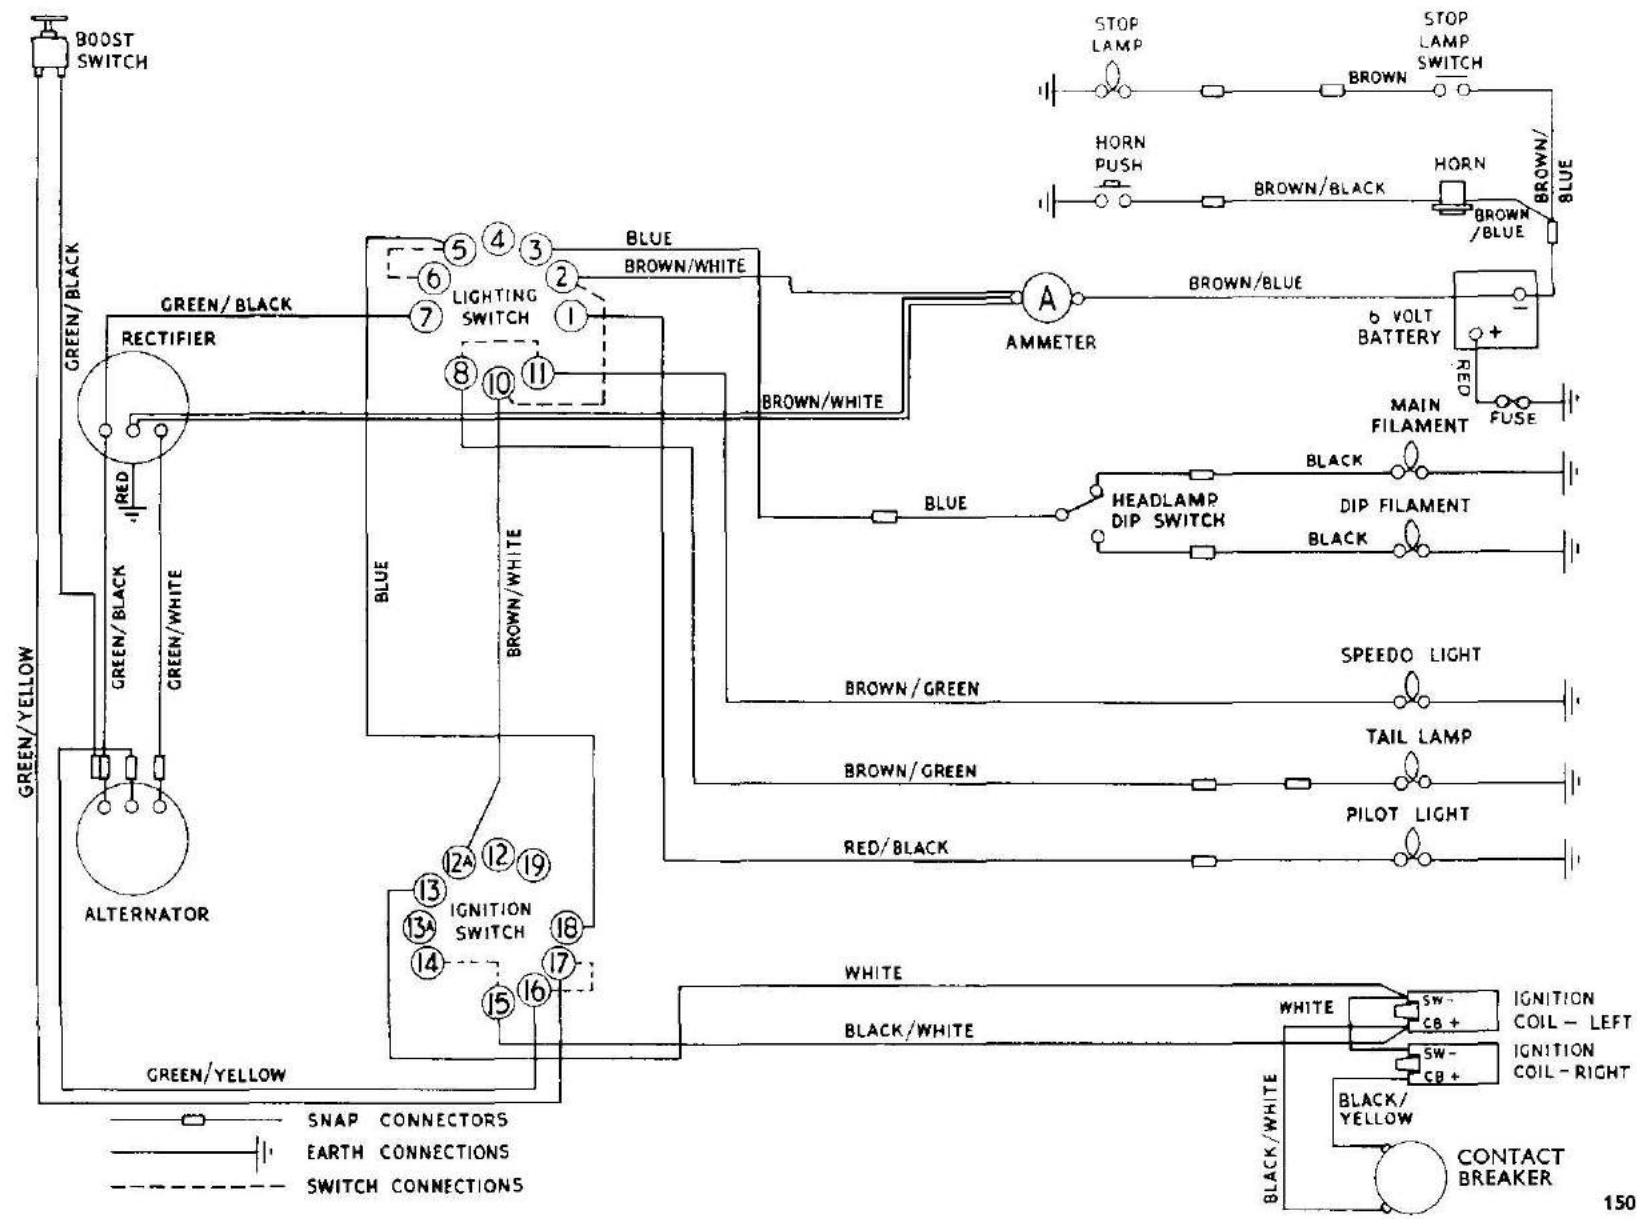 BOOST
SWITCH
STOP
LAMP
STOP
LAMP
SWITCH
BROWN
BROWN/
BLUE
HORN
PUSH
HORN
BROWN/BLACK
BROWN
/BLUE
GREEN/BLACK
5
4
3
BLUE
6
2
BROWN/WHITE
LIGHTING
SWITCH
7
1
GREEN/BLACK
RECTIFIER
A
AMMETER
BROWN/BLUE
6 VOLT
BATTERY
-
+
RED
FUSE
8
10
11
BROWN/WHITE
MAIN
FILAMENT
BLACK
RED
BLUE
HEADLAMP
DIP SWITCH
DIP FILAMENT
BLACK
GREEN/BLACK
GREEN/WHITE
BLUE
BROWN/WHITE
GREEN/YELLOW
SPEEDO LIGHT
BROWN/GREEN
TAIL LAMP
BROWN/GREEN
PILOT LIGHT
RED/BLACK
ALTERNATOR
12A
12
19
13
IGNITION
SWITCH
13A
18
14
17
16
15
WHITE
WHITE
SW-
CB +
IGNITION
COIL - LEFT
BLACK/WHITE
SW-
CB +
IGNITION
COIL-RIGHT
GREEN/YELLOW
BLACK/
YELLOW
BLACK/WHITE
CONTACT
BREAKER
SNAP CONNECTORS
EARTH CONNECTIONS
SWITCH CONNECTIONS
150